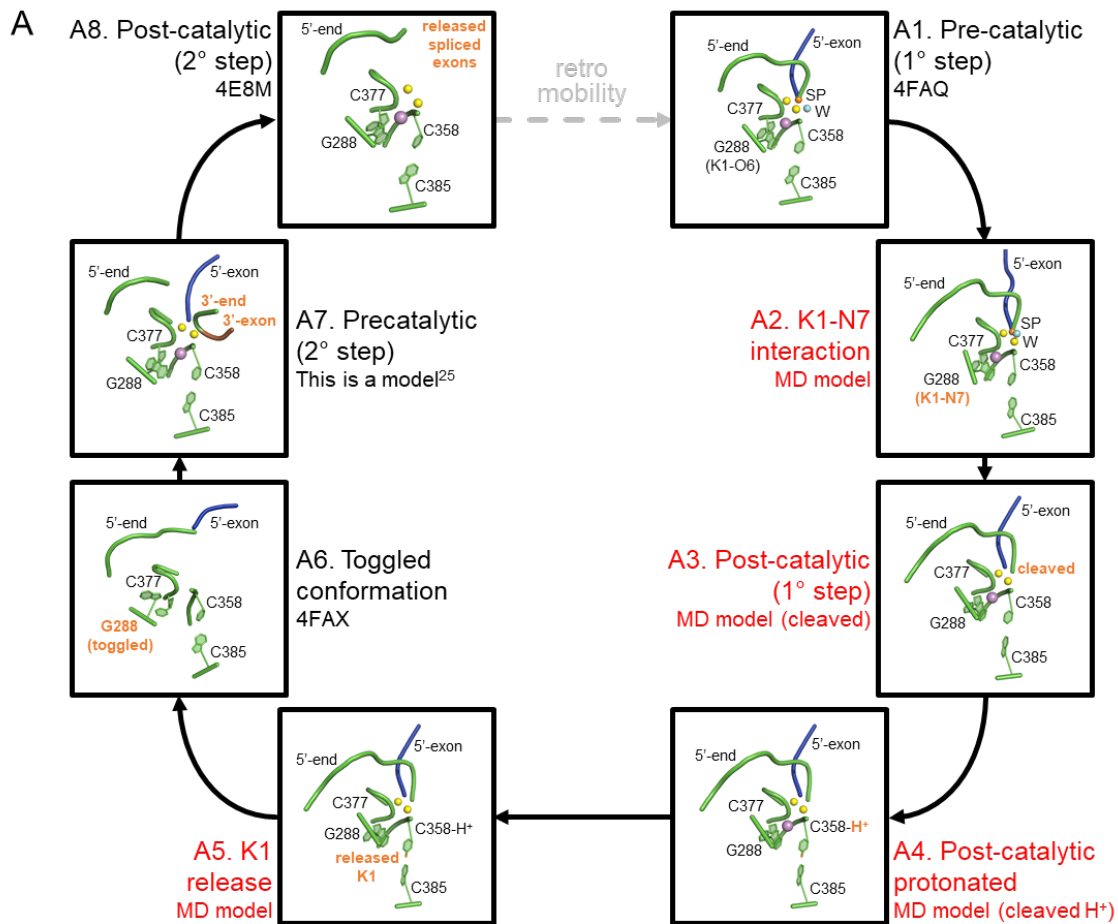 A
A8. Post-catalytic
(2° step)
4E8M
5'-end
released
spliced
exons
C377
G288
C358
C385
retro
mobility
5'-exon
5'-end
C377
SP
W
G288
(K1-O6)
C358
C385
A1. Pre-catalytic
(1° step)
4FAQ
5'-exon
5'-end
C377
SP
W
C358
G288
(K1-N7)
C385
A2. K1-N7
interaction
MD model
5'-exon
5'-end
C377
cleaved
C358
G288
C385
A3. Post-catalytic
(1° step)
MD model (cleaved)
5'-end
5'-exon
C377
C358-H⁺
G288
C385
A4. Post-catalytic
protonated
MD model (cleaved H⁺)
5'-end
5'-exon
C377
G288
C358-H⁺
released
K1
C385
A5. K1
release
MD model
5'-end
5'-exon
C377
C358
G288
(toggled)
C385
A6. Toggled
conformation
4FAX
5'-end
5'-exon
3'-end
3'-exon
C377
C358
G288
C385
A7. Precatalytic
(2° step)
This is a model²⁵